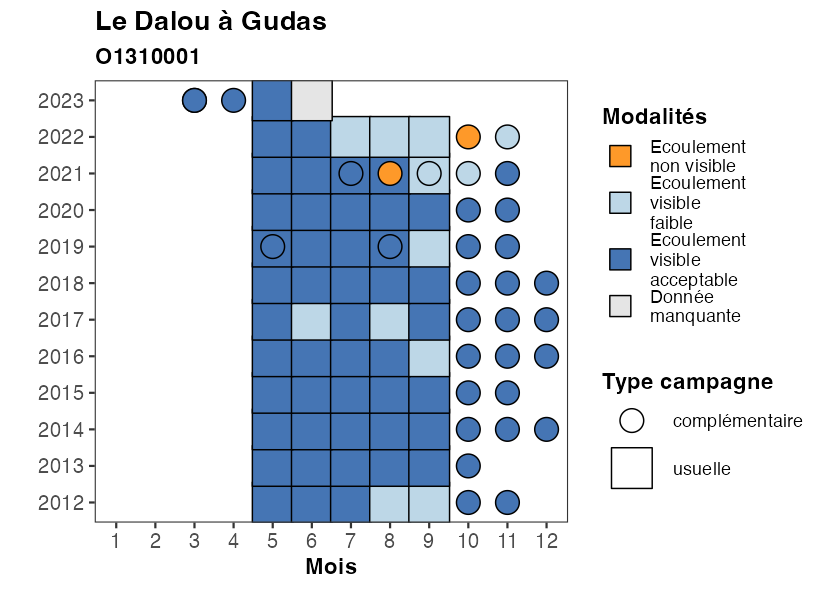 Le Dalou à Gudas
O1310001
2023
2022
2021
2020
2019
2018
2017
2016
2015
2014
2013
2012
1 2 3 4 5 6 7 8 9 10 11 12
Mois
Modalités
Ecoulement
non visible
Ecoulement
visible
faible
Ecoulement
visible
acceptable
Donnée
manquante
Type campagne
complémentaire
usuelle